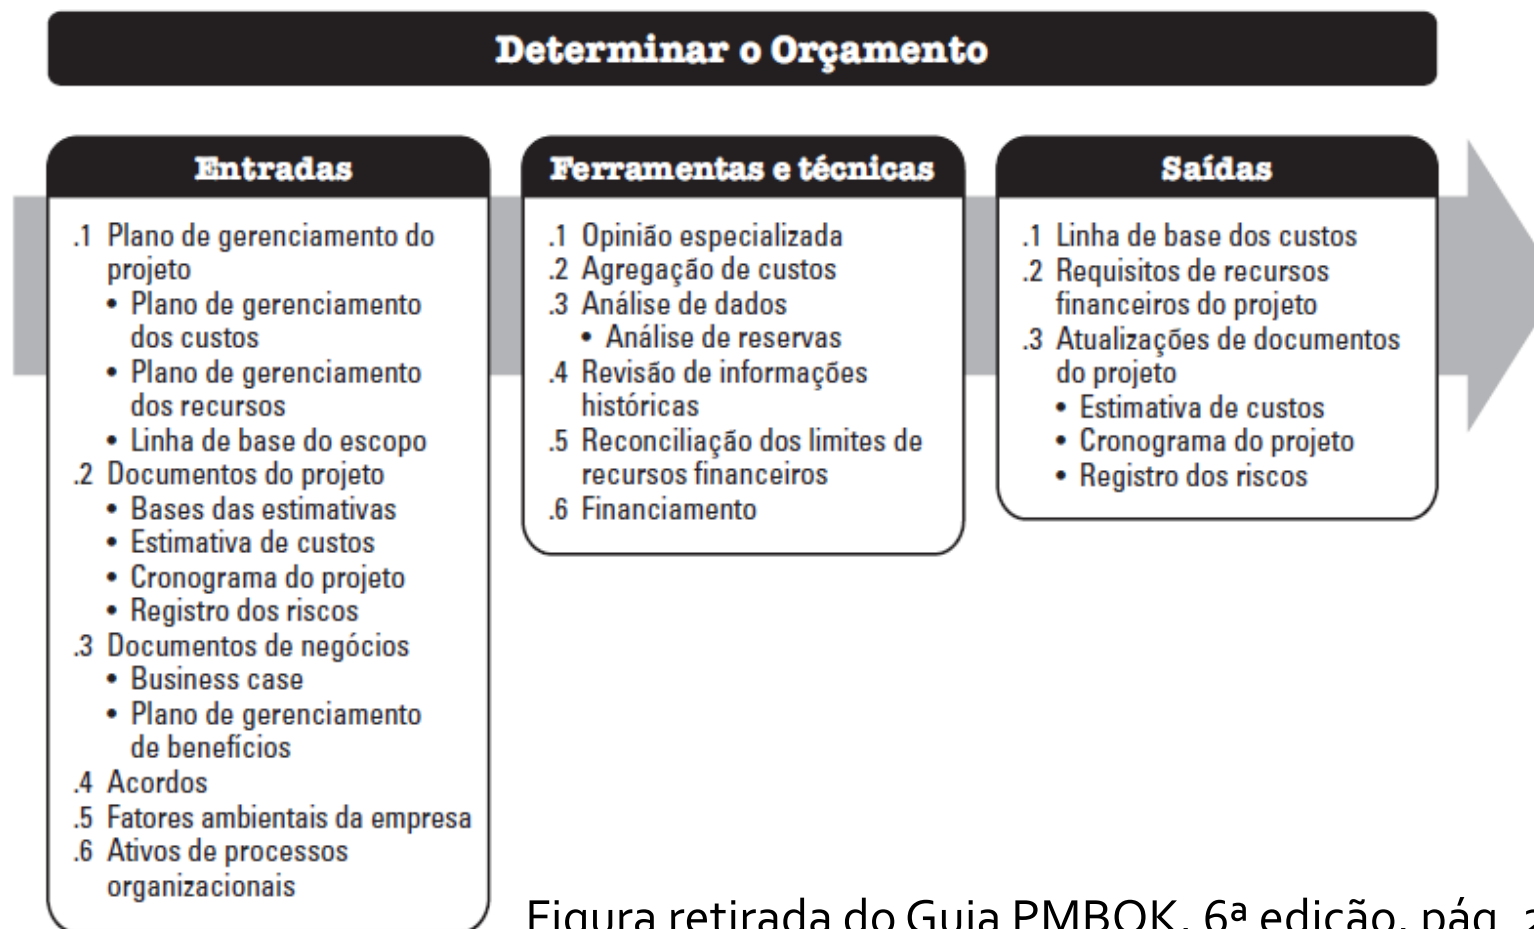 Determinar o Orçamento
Entradas
.1 Plano de gerenciamento do
projeto
• Plano de gerenciamento
dos custos
• Plano de gerenciamento
dos recursos
• Linha de base do escopo
.2 Documentos do projeto
• Bases das estimativas
• Estimativa de custos
• Cronograma do projeto
• Registro dos riscos
.3 Documentos de negócios
• Business case
• Plano de gerenciamento
de benefícios
.4 Acordos
.5 Fatores ambientais da empresa
.6 Ativos de processos
organizacionais
Ferramentas e técnicas
.1 Opinião especializada
.2 Agregação de custos
.3 Análise de dados
• Análise de reservas
.4 Revisão de informações
históricas
.5 Reconciliação dos limites de
recursos financeiros
.6 Financiamento
Saídas
.1 Linha de base dos custos
.2 Requisitos de recursos
financeiros do projeto
.3 Atualizações de documentos
do projeto
• Estimativa de custos
• Cronograma do projeto
• Registro dos riscos
Figura retirada do Guia PMBOK, 6ª edição, pág.